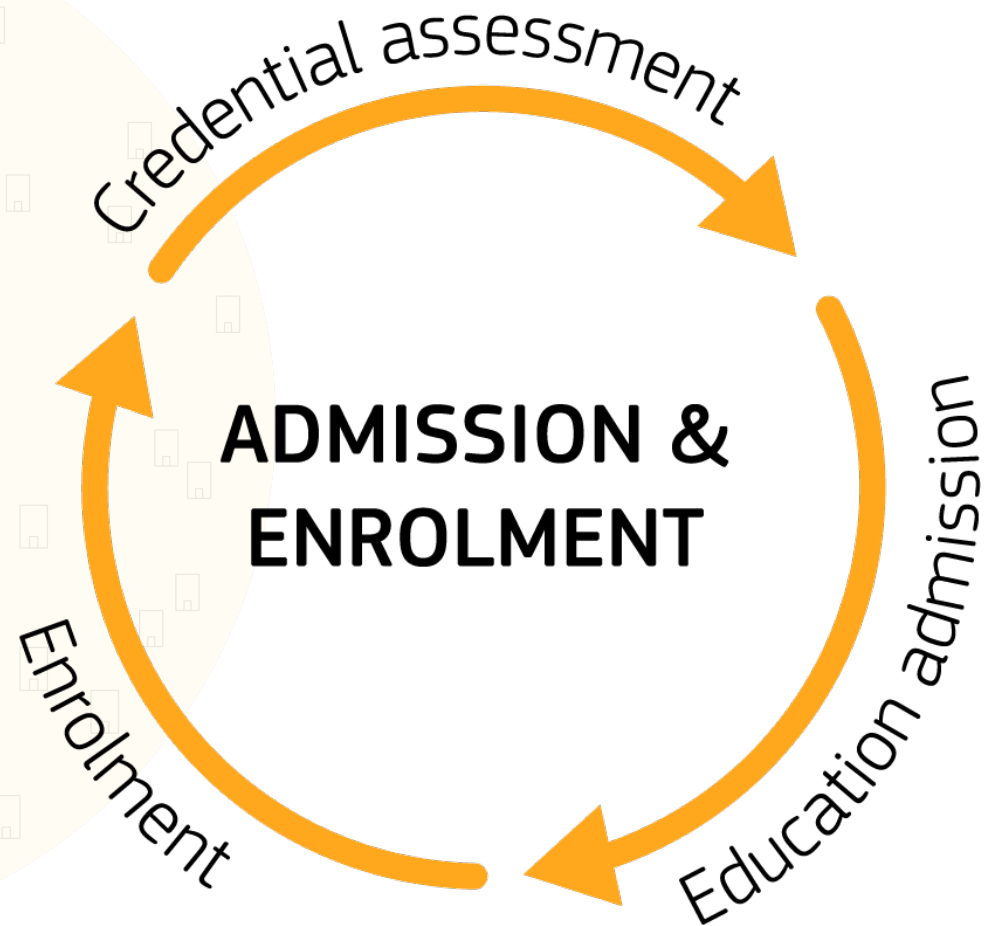 Credential assessment
ADMISSION &
ENROLMENT
Education admission
Enrolment